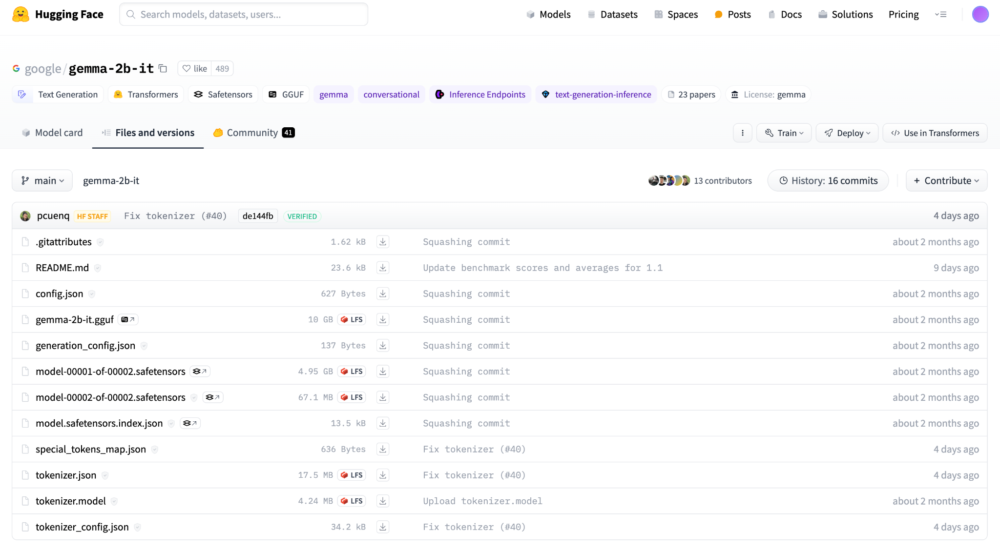 Hugging Face Search models, datasets, users... Models Datasets Spaces Posts Docs Solutions Pricing
google/gemma-2b-it like 489
Text Generation Transformers Safetensors GGUF gemma conversational Inference Endpoints text-generation-inference 23 papers License: gemma
Model card Files and versions Community 41 Train Deploy </> Use in Transformers
main gemma-2b-it 13 contributors History: 16 commits + Contribute
pcuenq HF STAFF Fix tokenizer (#40) de144fb VERIFIED 4 days ago
.gitattributes 1.62 kB Squashing commit about 2 months ago
README.md 23.6 kB Update benchmark scores and averages for 1.1 9 days ago
config.json 627 Bytes Squashing commit about 2 months ago
gemma-2b-it.gguf 10 GB LFS Squashing commit about 2 months ago
generation_config.json 137 Bytes Squashing commit about 2 months ago
model-00001-of-00002.safetensors 4.95 GB LFS Squashing commit about 2 months ago
model-00002-of-00002.safetensors 67.1 MB LFS Squashing commit about 2 months ago
model.safetensors.index.json 13.5 kB Squashing commit about 2 months ago
special_tokens_map.json 636 Bytes Fix tokenizer (#40) 4 days ago
tokenizer.json 17.5 MB LFS Fix tokenizer (#40) 4 days ago
tokenizer.model 4.24 MB LFS Upload tokenizer.model about 2 months ago
tokenizer_config.json 34.2 kB Fix tokenizer (#40) 4 days ago